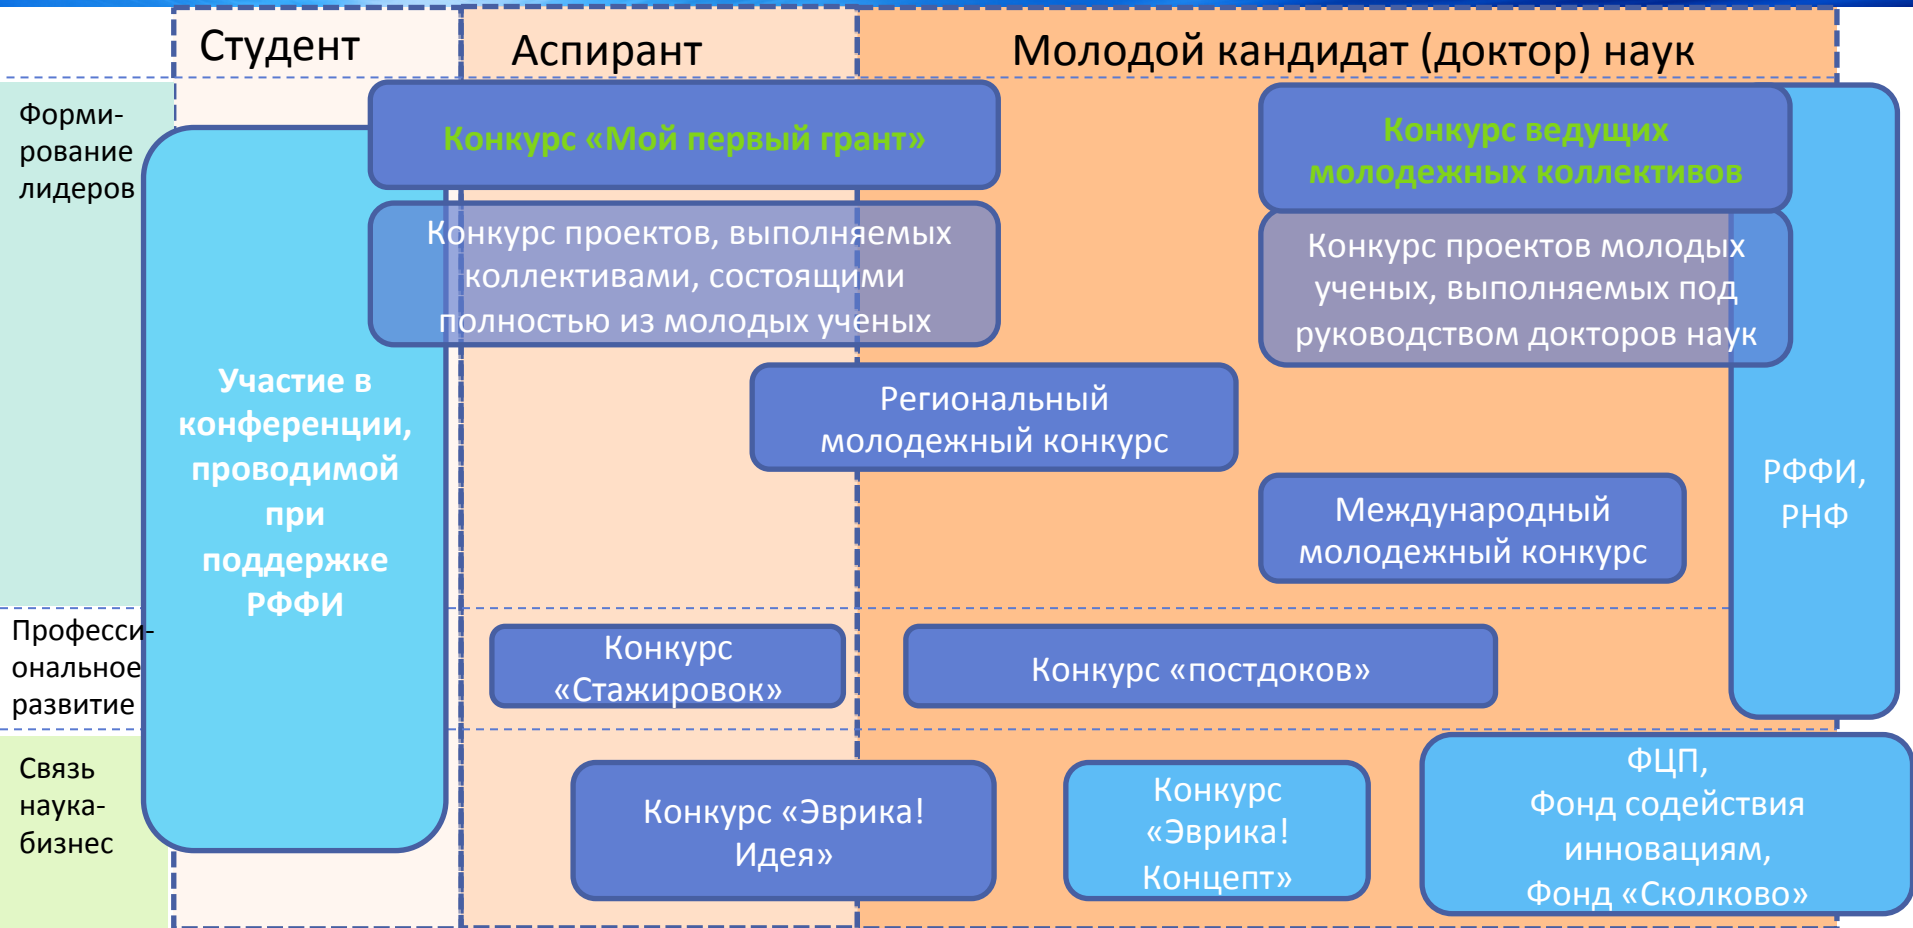 Студент
Аспирант
Молодой кандидат (доктор) наук
Форми-
рование
лидеров
Конкурс «Мой первый грант»
Конкурс ведущих
молодежных коллективов
Конкурс проектов, выполняемых
коллективами, состоящими
полностью из молодых ученых
Конкурс проектов молодых
ученых, выполняемых под
руководством докторов наук
Участие в
конференции,
проводимой
при
поддержке
РФФИ
Региональный
молодежный конкурс
Международный
молодежный конкурс
РФФИ,
РНФ
Професси-
ональное
развитие
Конкурс
«Стажировок»
Конкурс «постдоков»
Связь
наука-
бизнес
Конкурс «Эврика!
Идея»
Конкурс
«Эврика!
Концепт»
ФЦП,
Фонд содействия
инновациям,
Фонд «Сколково»